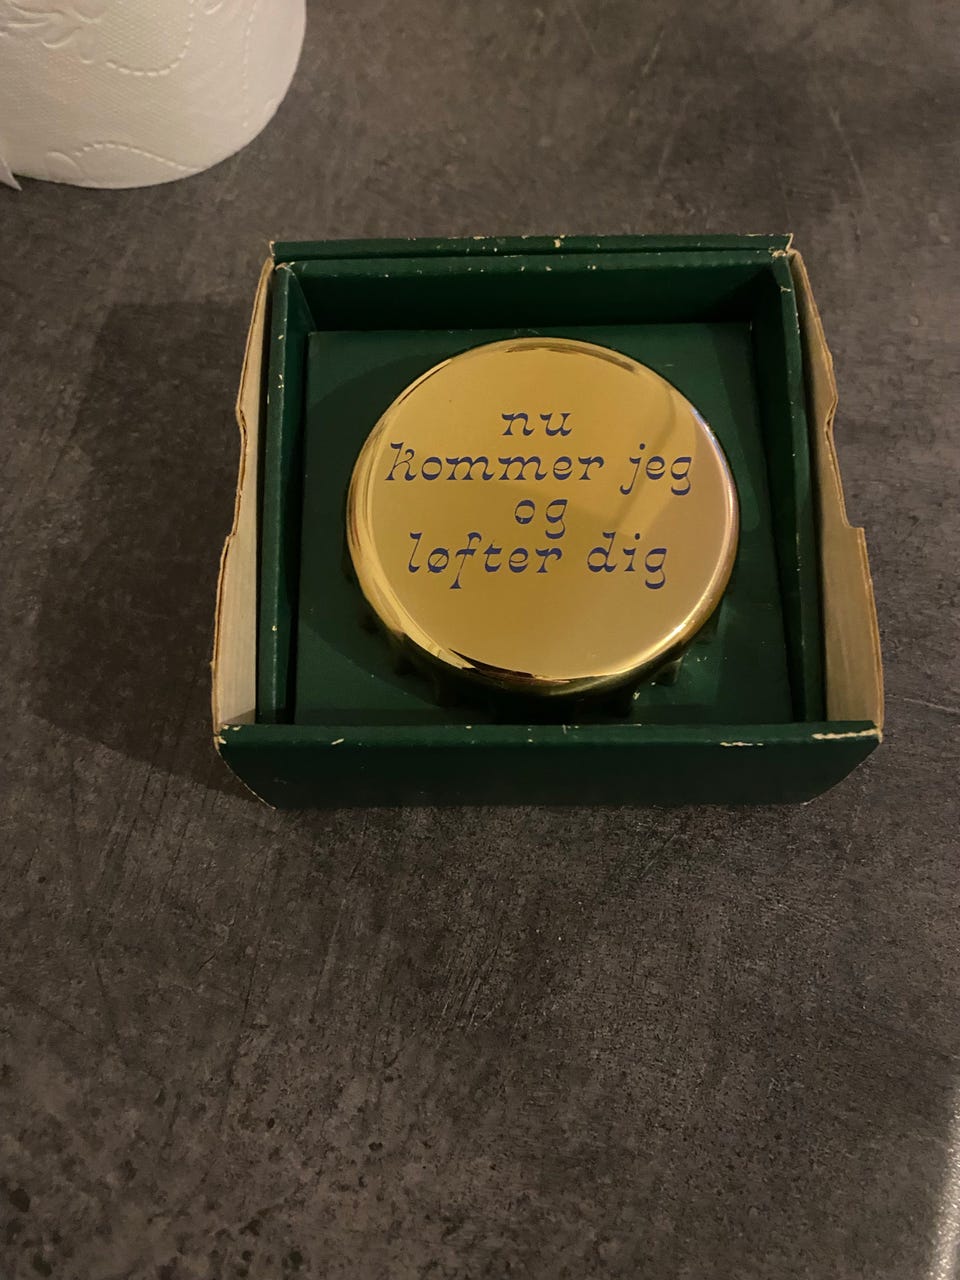 nu
kommer jeg
og
løfter dig